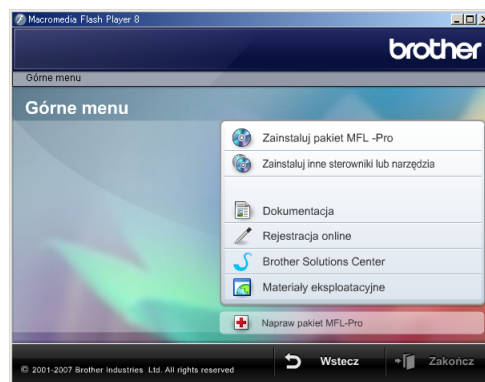 Macromedia Flash Player 8
brother
Górne menu
Górne menu
Zainstaluj pakiet MFL -Pro
Zainstaluj inne sterowniki lub narzędzia
Dokumentacja
Rejestracja online
Brother Solutions Center
Materiały eksploatacyjne
Napraw pakiet MFL-Pro
© 2001-2007 Brother Industries Ltd. All rights reserved
Wstecz
Zakończ